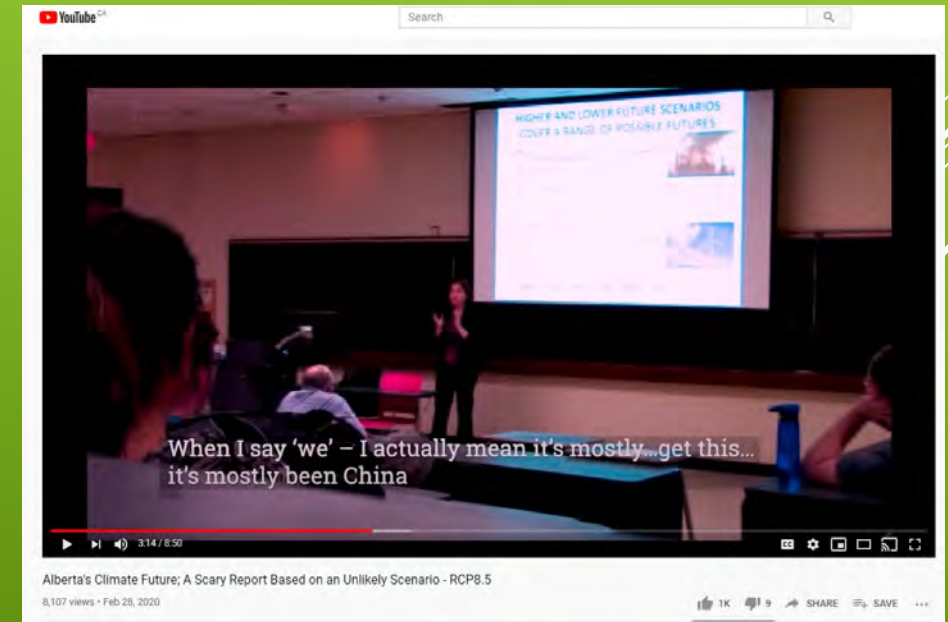 YouTube CA
Search
HIGHER AND LOWER FUTURE SCENARIOS
COVER A RANGE OF POSSIBLE FUTURES
When I say ‘we’ – I actually mean it’s mostly...get this...
it’s mostly been China
3:14 / 8:50
CC
Alberta's Climate Future; A Scary Report Based on an Unlikely Scenario - RCP8.5
8,107 views • Feb 28, 2020
1K 9 SHARE SAVE